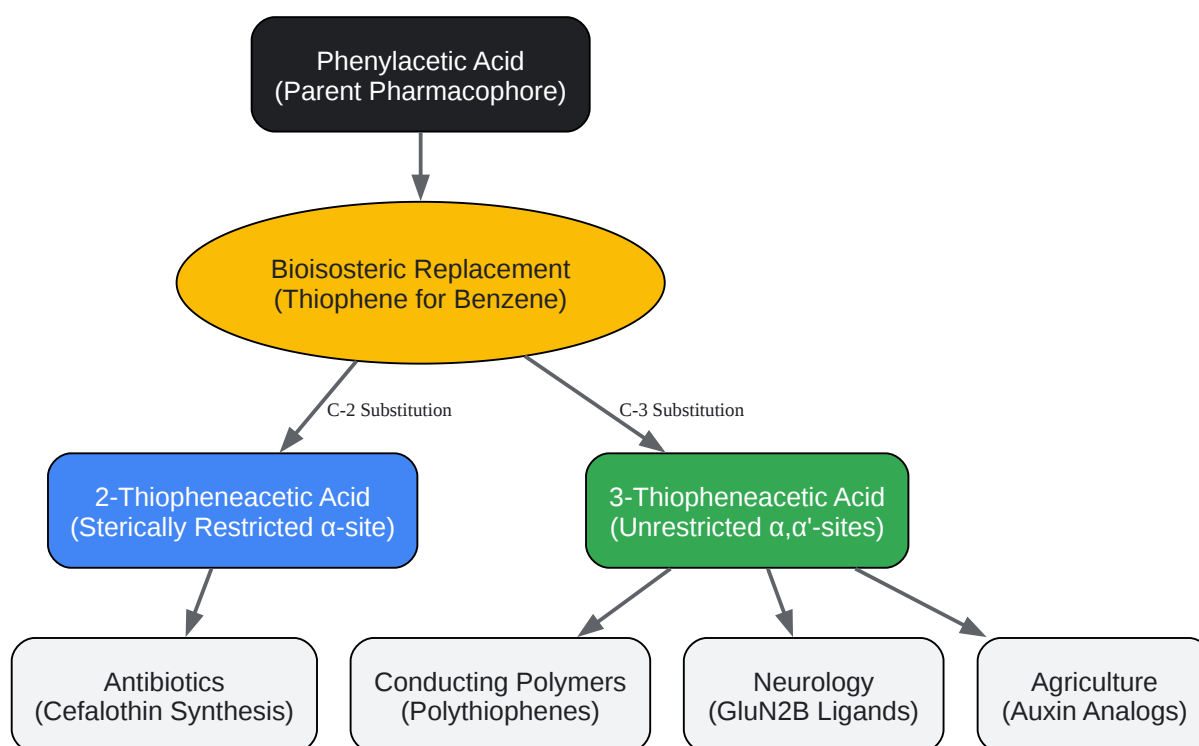 Phenylacetic Acid
(Parent Pharmacophore)
Bioisosteric Replacement
(Thiophene for Benzene)
C-2 Substitution
C-3 Substitution
2-Thiopheneacetic Acid
(Sterically Restricted α-site)
3-Thiopheneacetic Acid
(Unrestricted α,α'-sites)
Antibiotics
(Cefalothin Synthesis)
Conducting Polymers
(Polythiophenes)
Neurology
(GluN2B Ligands)
Agriculture
(Auxin Analogs)